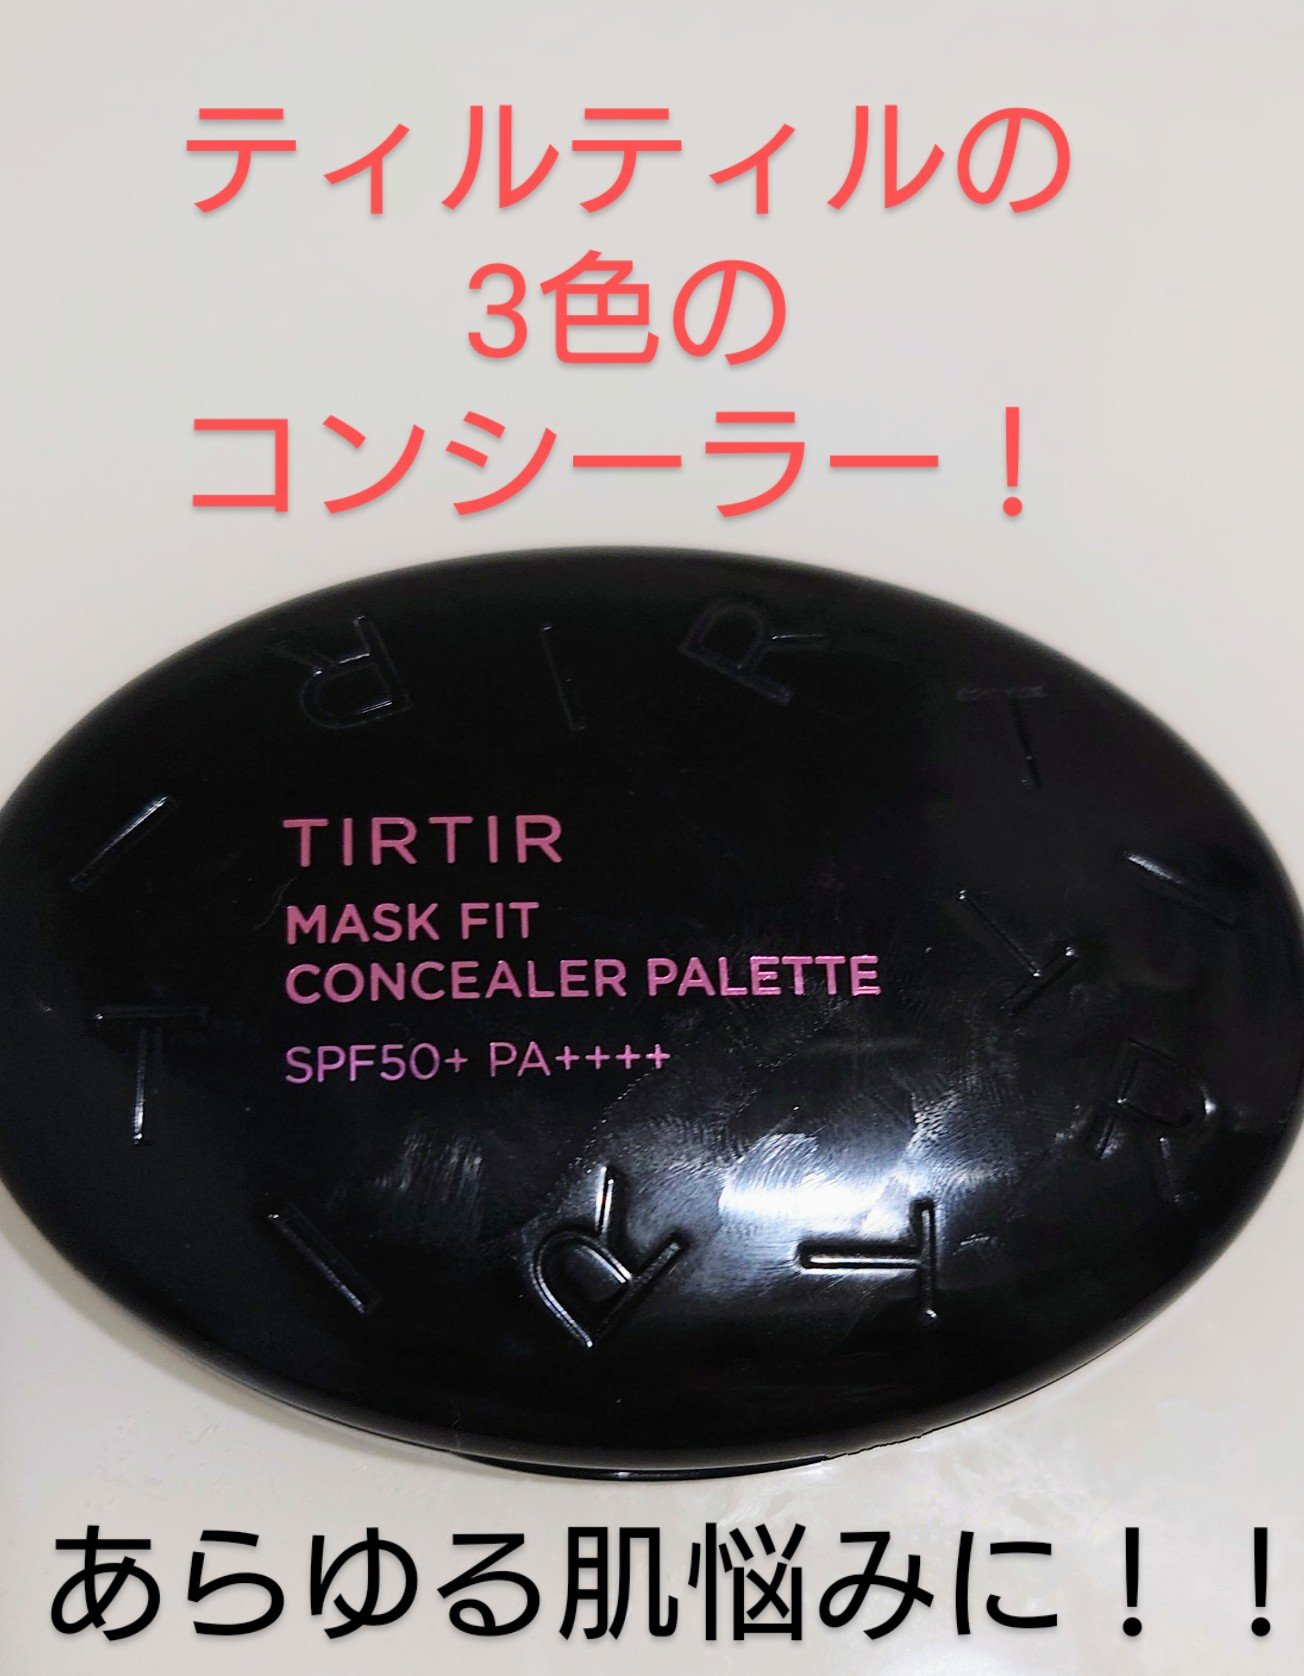 ティルティルの
3色の
コンシーラー！
TIRTIR
MASK FIT
CONCEALER PALETTE
SPF50+ PA++++
あらゆる肌悩みに！！